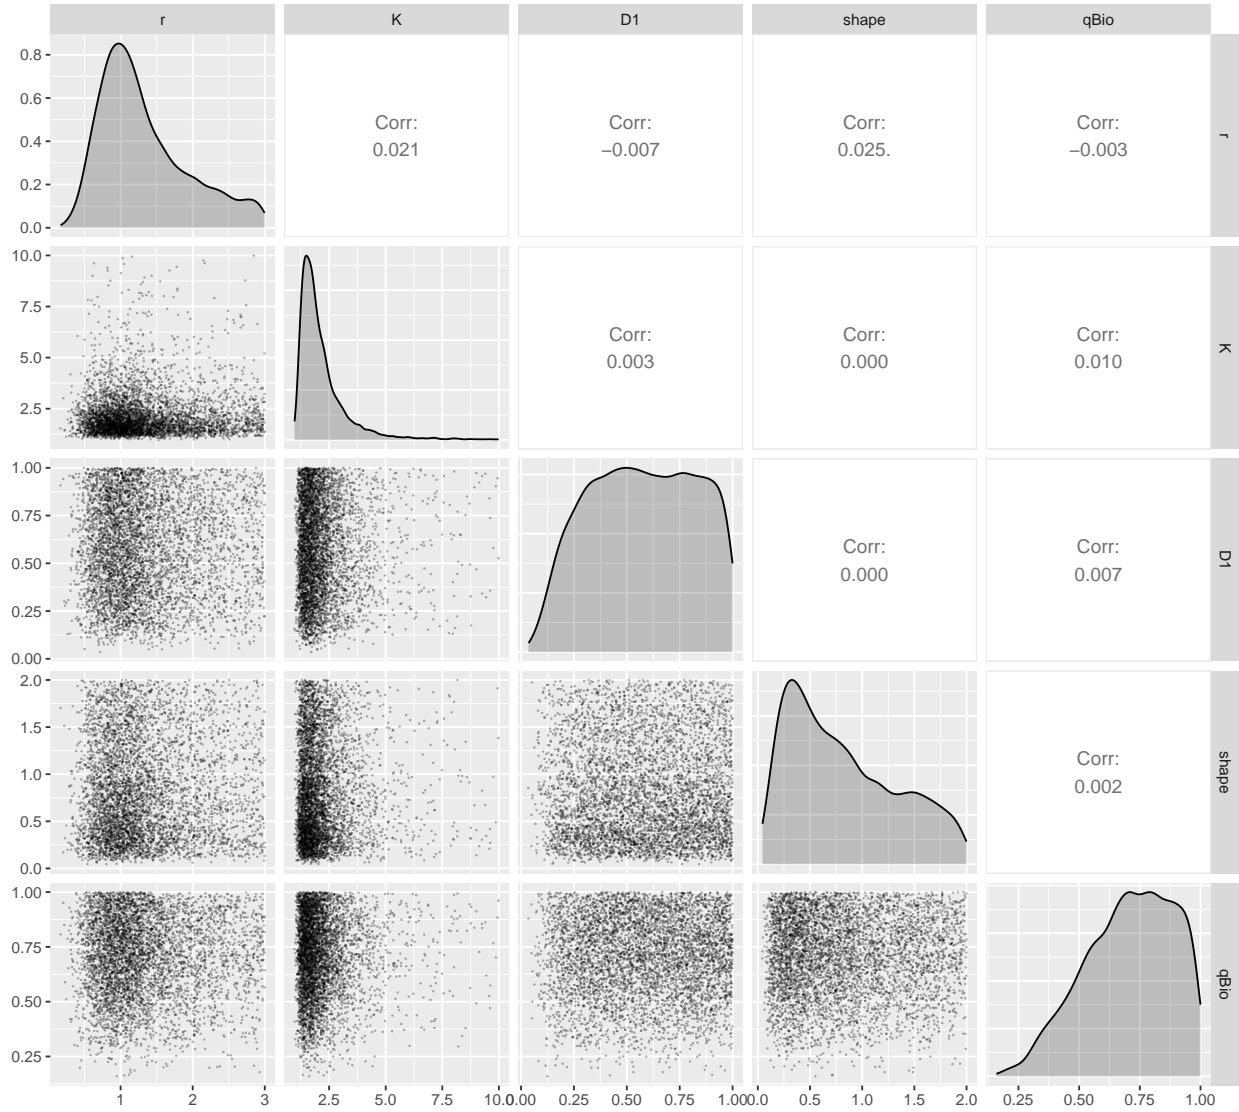 r K D1 shape qBio
0.8
0.6
0.4
0.2
0.0
Corr:
0.021
Corr:
−0.007
Corr:
0.025.
Corr:
−0.003
r
10.0
7.5
5.0
2.5
Corr:
0.003
Corr:
0.000
Corr:
0.010
K
1.00
0.75
0.50
0.25
0.00
Corr:
0.000
Corr:
0.007
D1
2.0
1.5
1.0
0.5
0.0
Corr:
0.002
shape
1.00
0.75
0.50
0.25
qBio
1 2 3 2.5 5.0 7.5 10.0 0.00 0.25 0.50 0.75 1.00 0.0 0.5 1.0 1.5 2.0 0.25 0.50 0.75 1.00